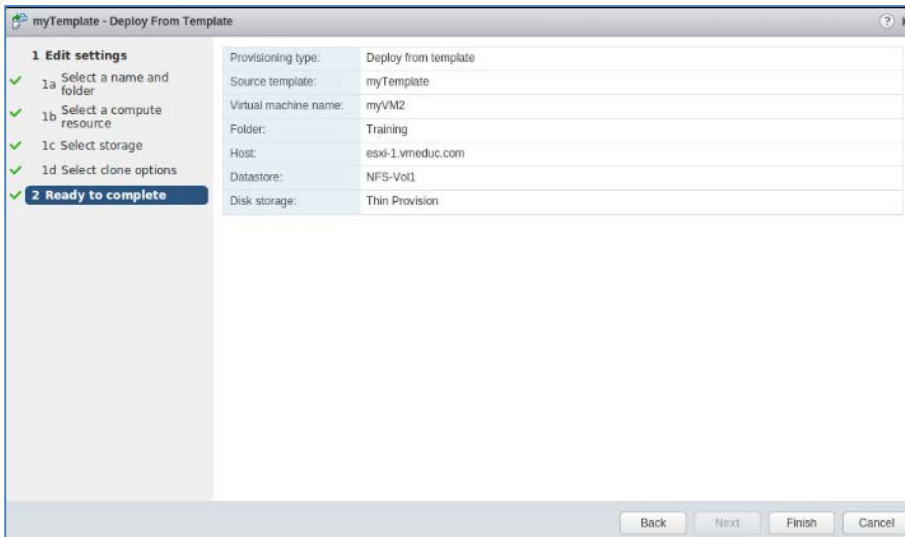 myTemplate - Deploy From Template
?
1 Edit settings
1a Select a name and
folder
1b Select a compute
resource
1c Select storage
1d Select clone options
2 Ready to complete
Provisioning type: Deploy from template
Source template: myTemplate
Virtual machine name: myVM2
Folder: Training
Host: esxi-1.vmeduc.com
Datastore: NFS-Vol1
Disk storage: Thin Provision
Back Next Finish Cancel